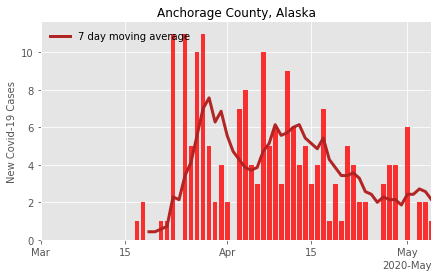 Anchorage County, Alaska
7 day moving average
New Covid-19 Cases
10
8
6
4
2
0
Mar 15 Apr 15 May
2020-May